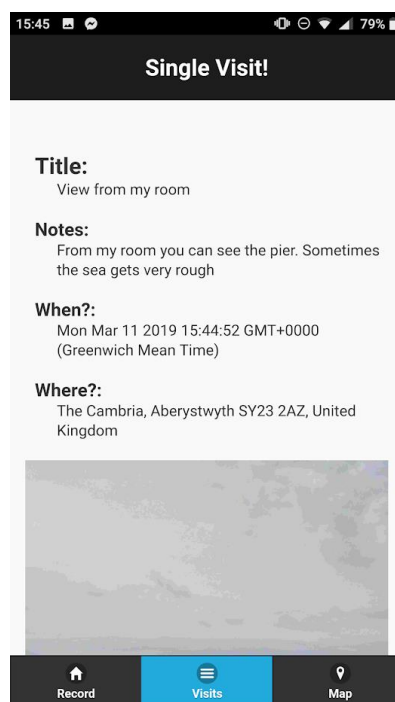 15:45 79%
Single Visit!
Title:
View from my room
Notes:
From my room you can see the pier. Sometimes
the sea gets very rough
When?:
Mon Mar 11 2019 15:44:52 GMT+0000
(Greenwich Mean Time)
Where?:
The Cambria, Aberystwyth SY23 2AZ, United
Kingdom
Record Visits Map